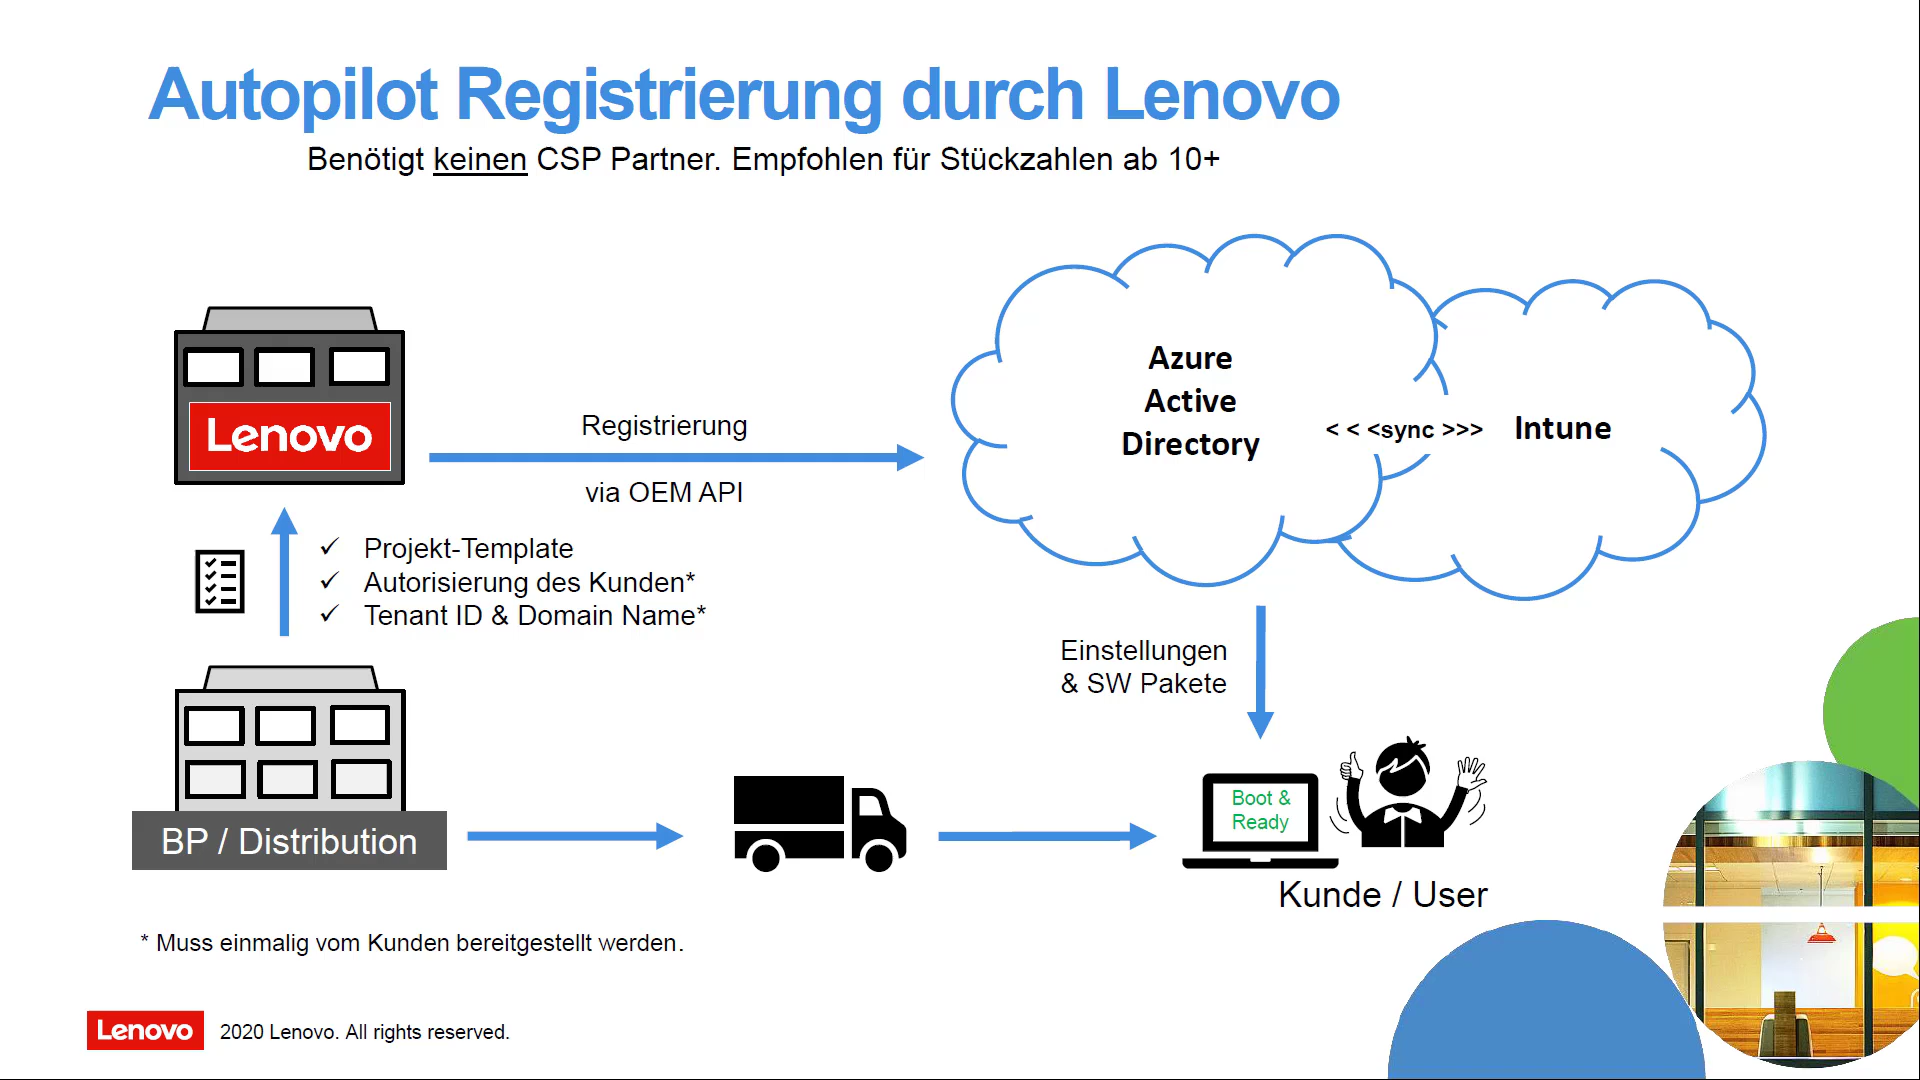 Autopilot Registrierung durch Lenovo
Benötigt keinen CSP Partner. Empfohlen für Stückzahlen ab 10+
Lenovo
Registrierung
via OEM API
Azure
Active
Directory
< < <sync >>>
Intune
✓ Projekt-Template
✓ Autorisierung des Kunden*
✓ Tenant ID & Domain Name*
Einstellungen
& SW Pakete
BP / Distribution
Boot &
Ready
Kunde / User
* Muss einmalig vom Kunden bereitgestellt werden.
Lenovo
2020 Lenovo. All rights reserved.